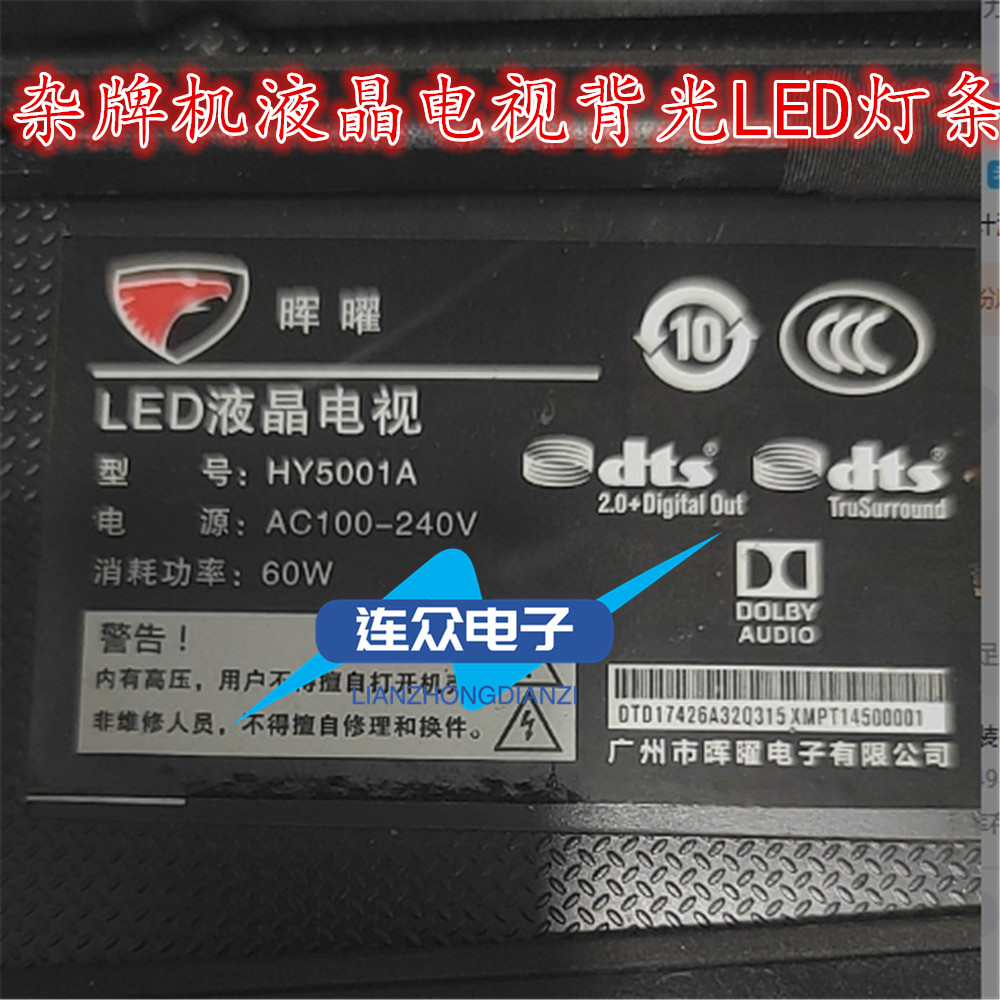 杂牌机液晶电视背光LED灯条
晖曜
10
CCC
LED液晶电视
型 号：HY5001A
电 源：AC100-240V
消耗功率：60W
dts®
2.0+Digital Out
dts®
TruSurround
DOLBY
AUDIO
警告！
内有高压，用户不得擅自打开机
非维修人员，不得擅自修理和换件。
连众电子
LIANZHONGDIANZI
DTD17426A32Q315XMPT14500001
广州市晖曜电子有限公司